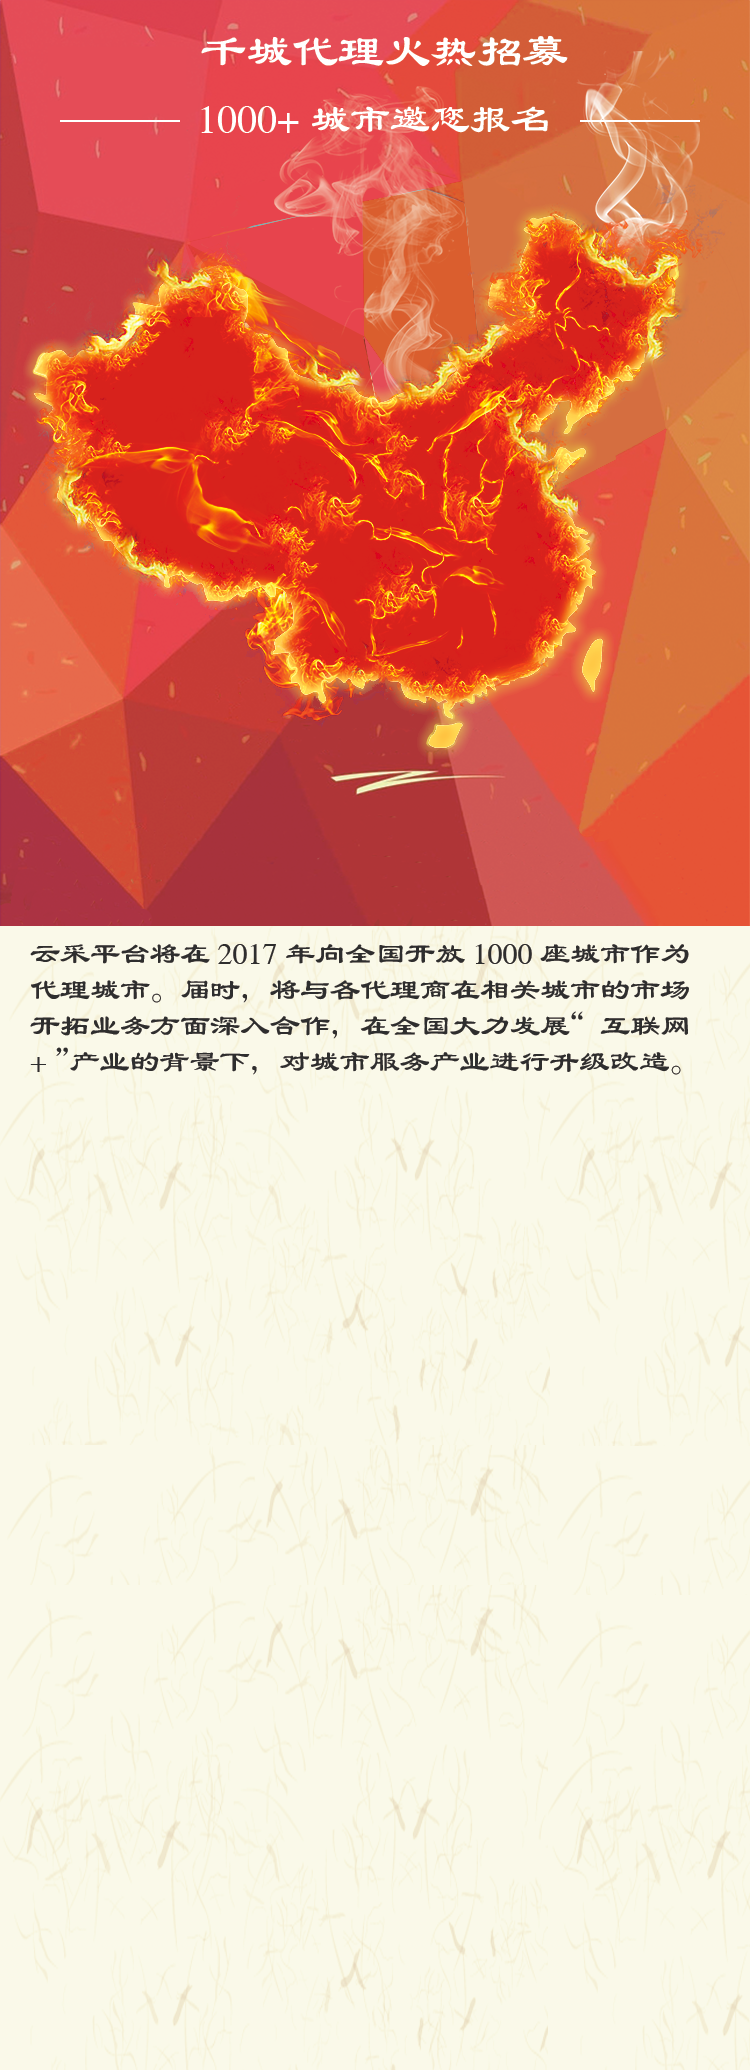 千城代理火热招募
1000+ 城市邀您报名
云采平台将在 2017 年向全国开放 1000 座城市作为
代理城市。届时，将与各代理商在相关城市的市场
开拓业务方面深入合作，在全国大力发展“ 互联网
+ ”产业的背景下，对城市服务产业进行升级改造。